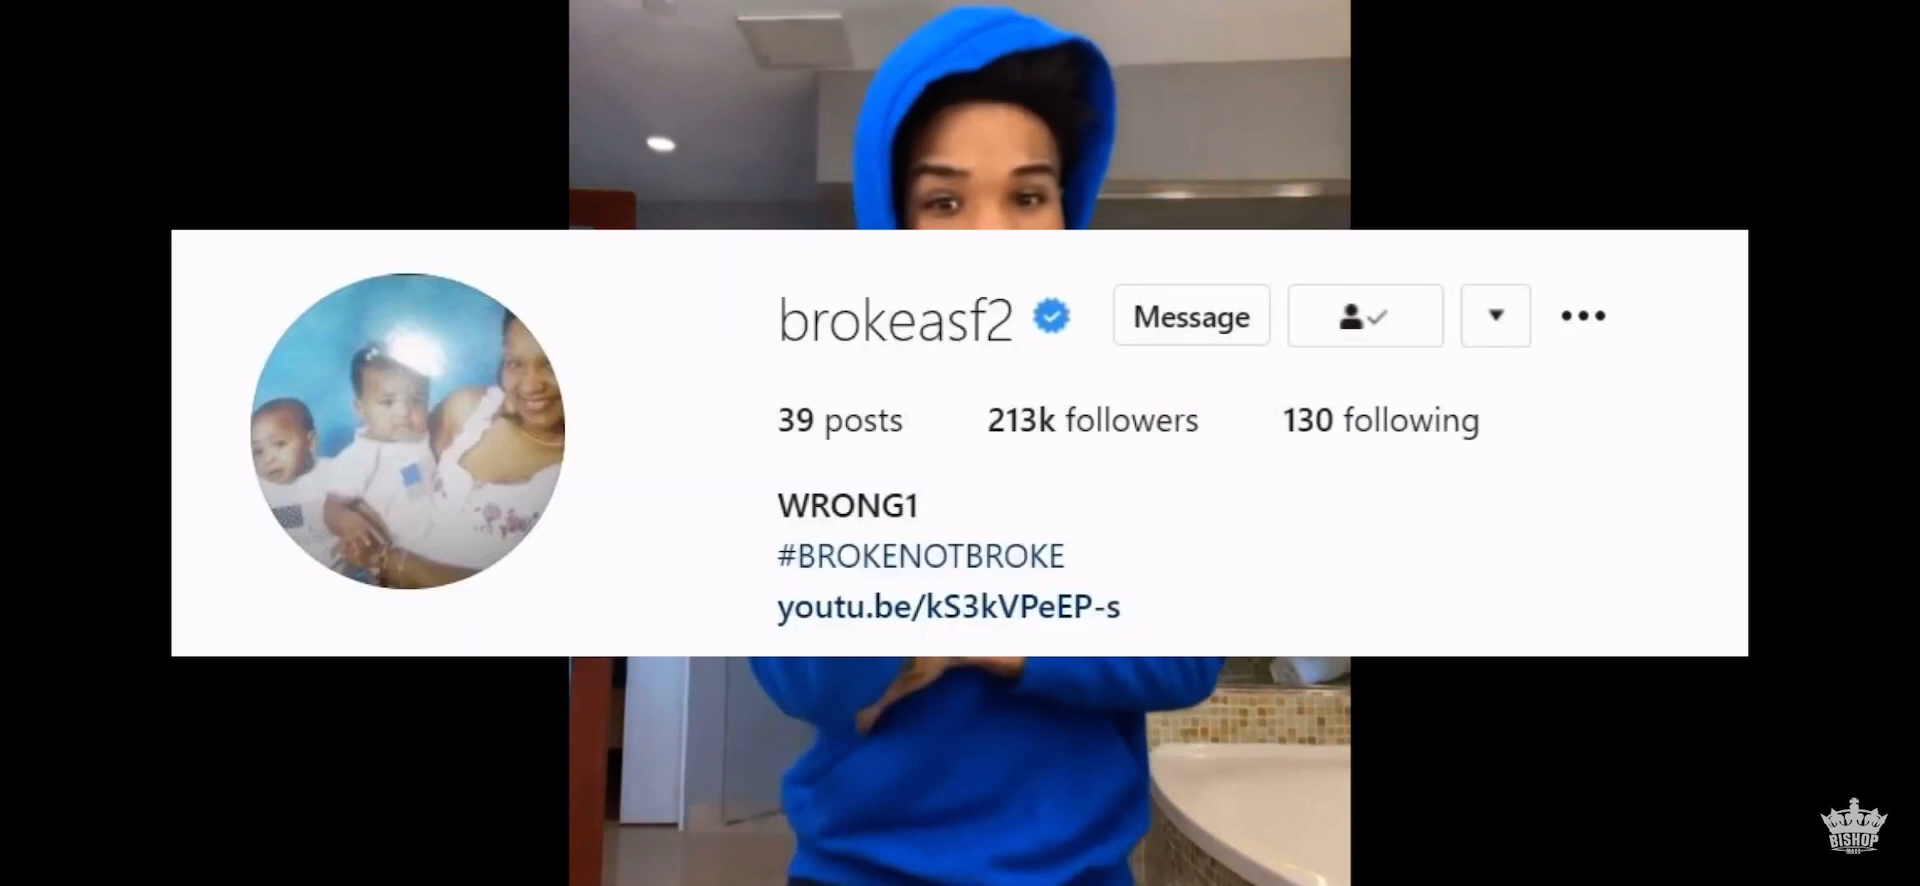 brokeasf2
Message
39 posts 213k followers 130 following
WRONG1
#BROKENOTBROKE
youtu.be/kS3kVPeEP-s
BISHOP